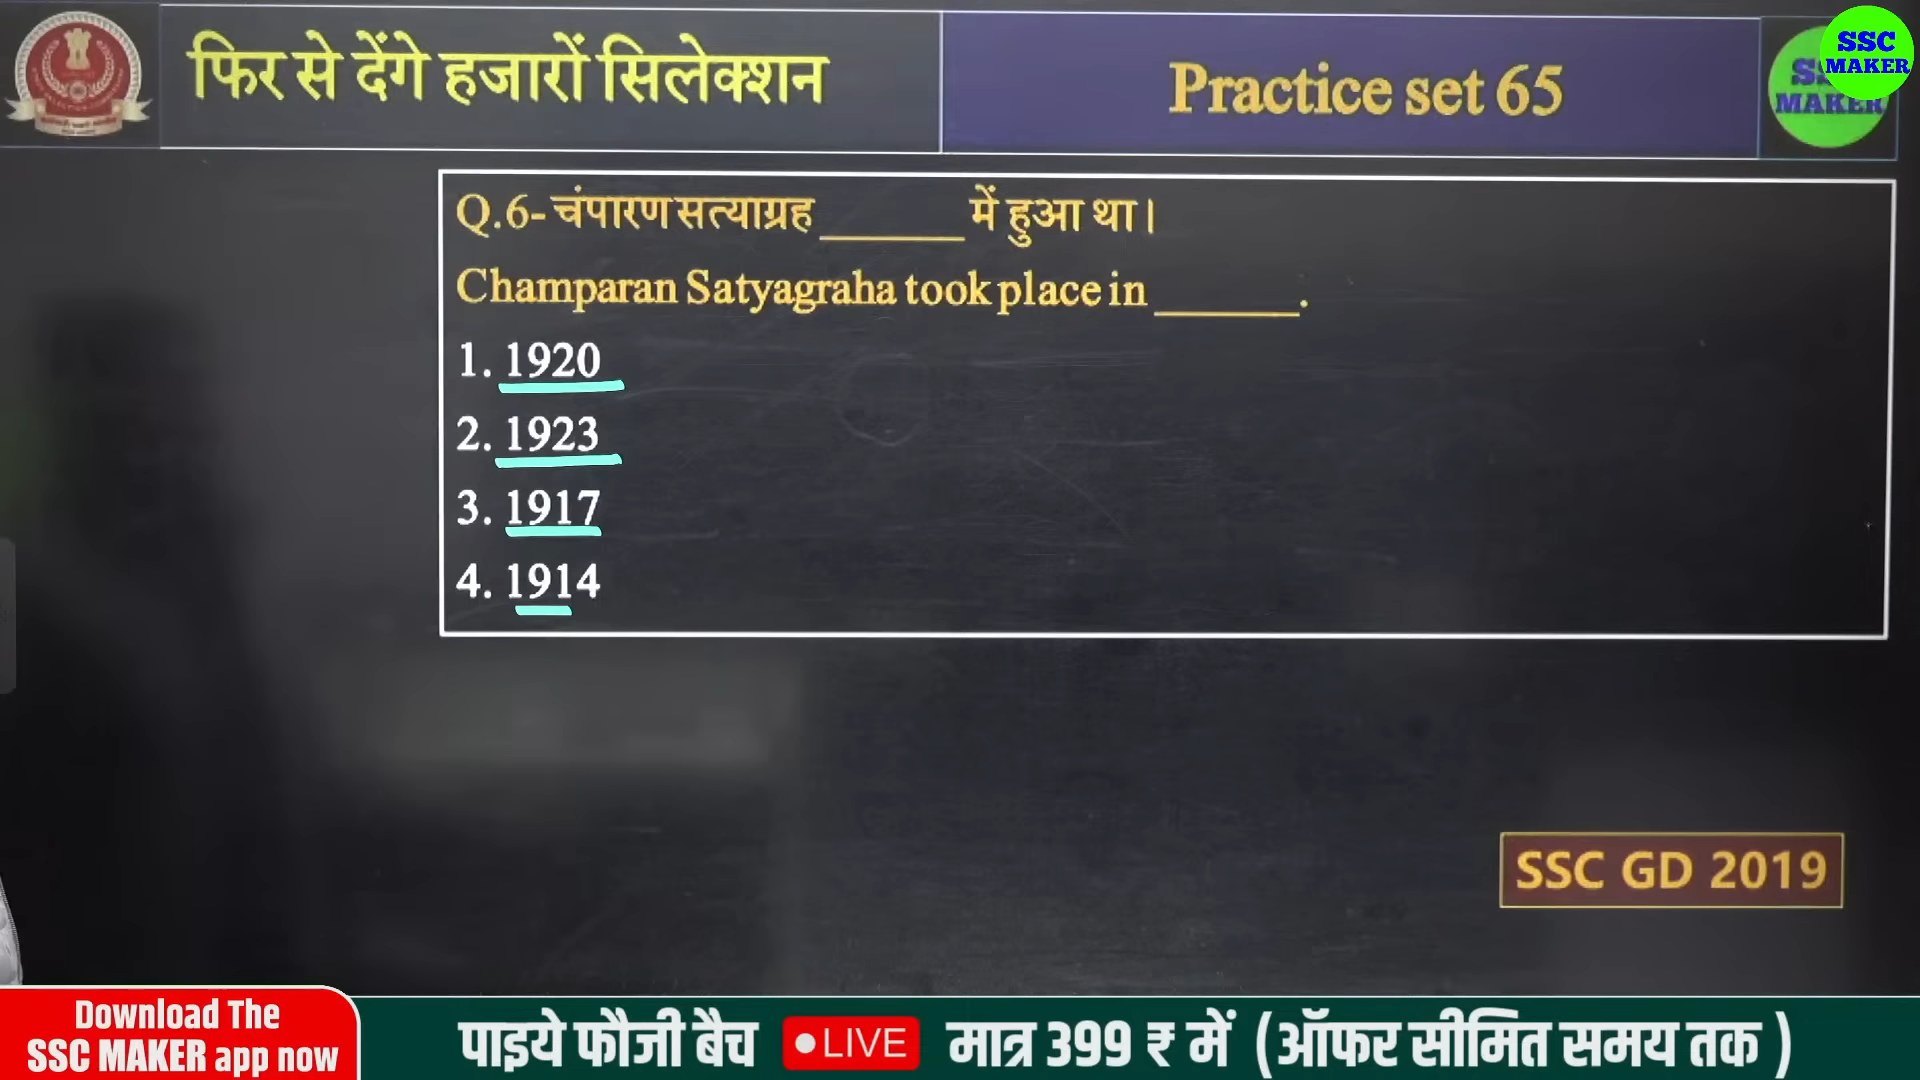 फिर से देंगे हजारों सिलेक्शन
Practice set 65
SSC
MAKER
MAKER
Q.6- चंपारण सत्याग्रह ______ में हुआ था।
Champaran Satyagraha took place in ______.
1. 1920
2. 1923
3. 1917
4. 1914
SSC GD 2019
Download The
SSC MAKER app now
पाइये फौजी बैच LIVE मात्र 399 ₹ में (ऑफर सीमित समय तक )